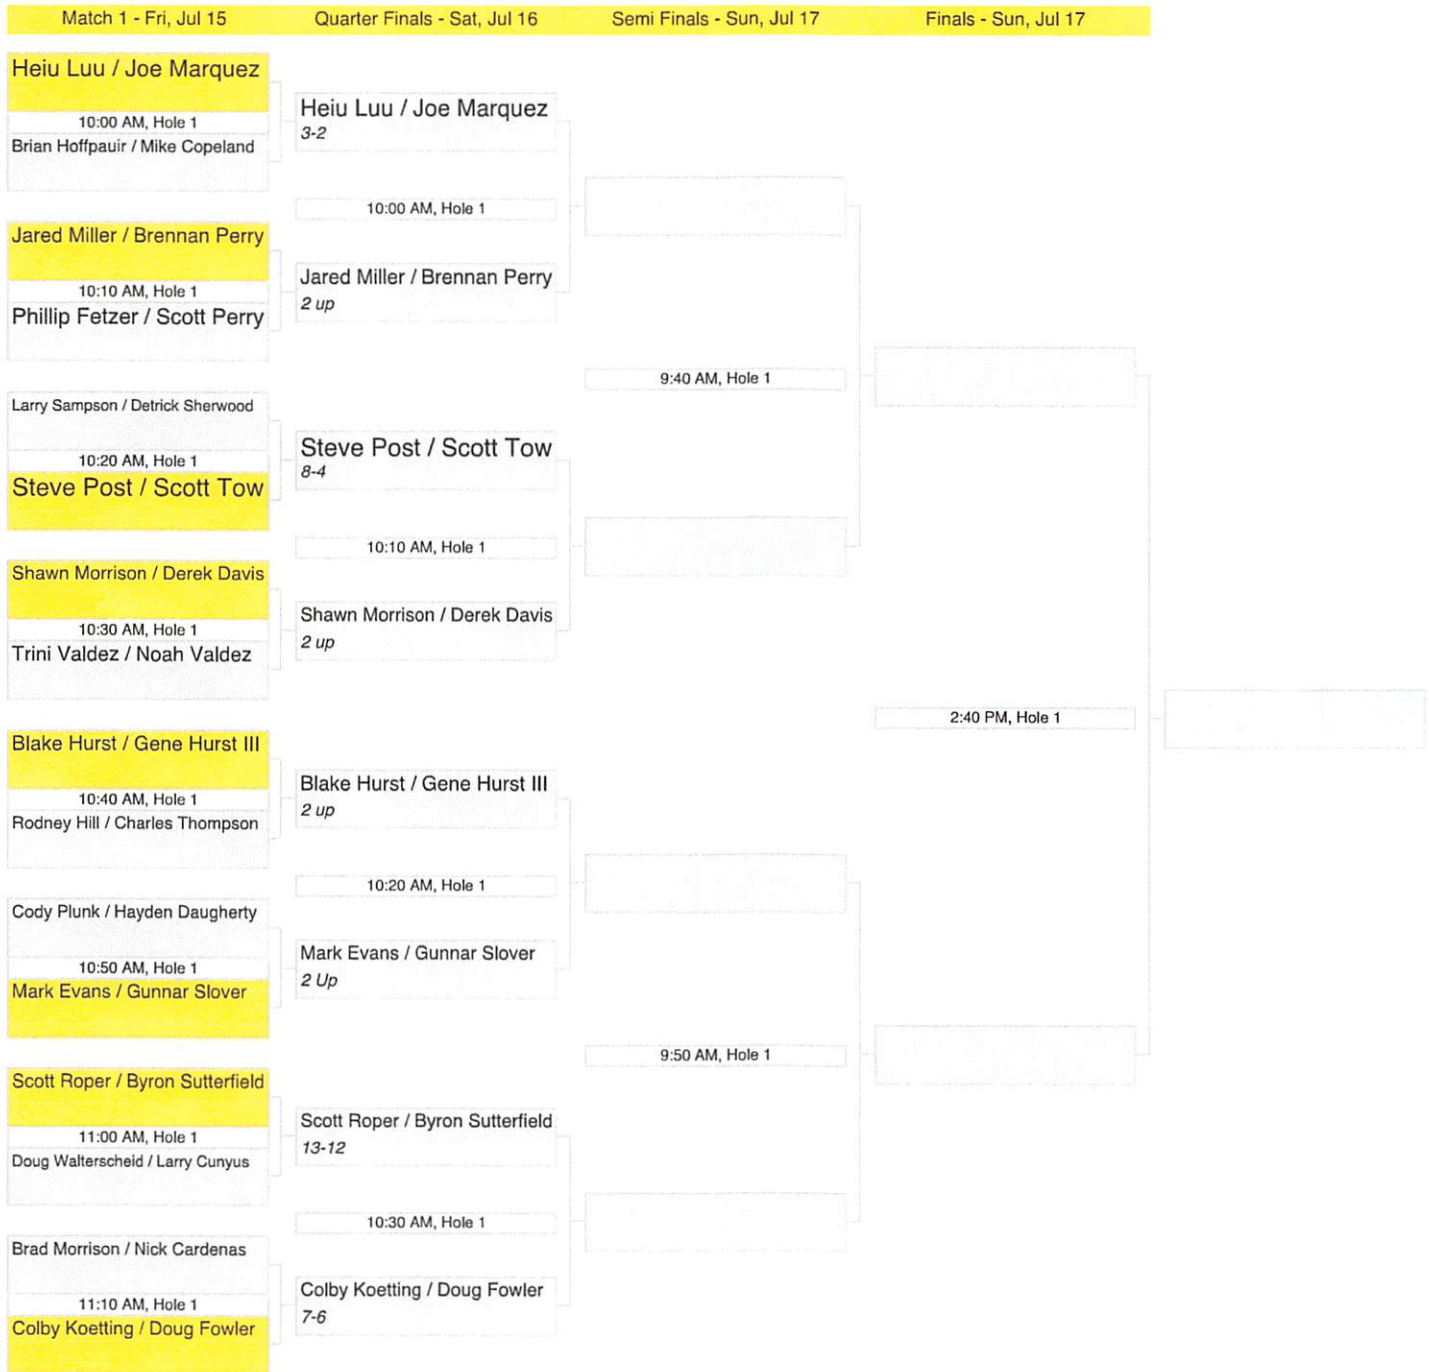 Match 1 - Fri, Jul 15
Quarter Finals - Sat, Jul 16
Semi Finals - Sun, Jul 17
Finals - Sun, Jul 17
Heiu Luu / Joe Marquez
10:00 AM, Hole 1
Brian Hoffpauir / Mike Copeland
Jared Miller / Brennan Perry
10:10 AM, Hole 1
Phillip Fetzer / Scott Perry
Larry Sampson / Detrick Sherwood
10:20 AM, Hole 1
Steve Post / Scott Tow
Shawn Morrison / Derek Davis
10:30 AM, Hole 1
Trini Valdez / Noah Valdez
Blake Hurst / Gene Hurst III
10:40 AM, Hole 1
Rodney Hill / Charles Thompson
Cody Plunk / Hayden Daugherty
10:50 AM, Hole 1
Mark Evans / Gunnar Slover
Scott Roper / Byron Sutterfield
11:00 AM, Hole 1
Doug Walterscheid / Larry Cunyus
Brad Morrison / Nick Cardenas
11:10 AM, Hole 1
Colby Koetting / Doug Fowler
Heiu Luu / Joe Marquez
3-2
10:00 AM, Hole 1
Jared Miller / Brennan Perry
2 up
Steve Post / Scott Tow
8-4
10:10 AM, Hole 1
Shawn Morrison / Derek Davis
2 up
Blake Hurst / Gene Hurst III
2 up
10:20 AM, Hole 1
Mark Evans / Gunnar Slover
2 Up
Scott Roper / Byron Sutterfield
13-12
10:30 AM, Hole 1
Colby Koetting / Doug Fowler
7-6
9:40 AM, Hole 1
9:50 AM, Hole 1
2:40 PM, Hole 1